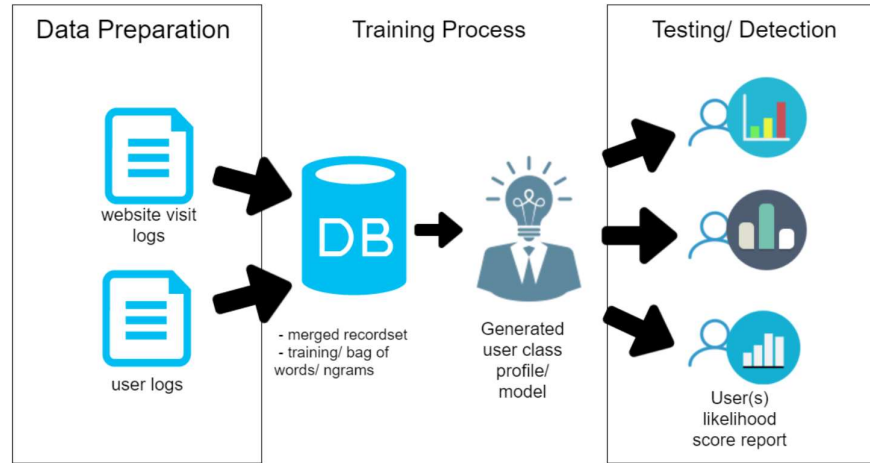 Data Preparation
Training Process
Testing/ Detection
website visit
logs
user logs
DB
- merged recordset
- training/ bag of
words/ ngrams
Generated
user class
profile/
model
User(s)
likelihood
score report